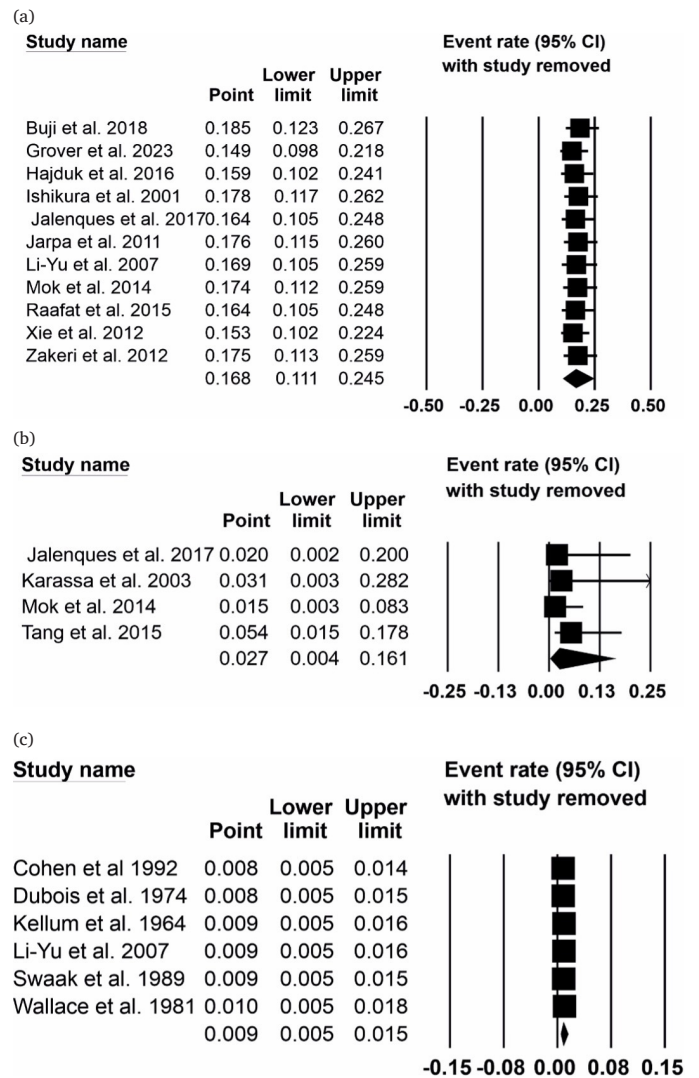 (a)
Study name Event rate (95% CI)
with study removed
Lower Upper
Point limit limit
Buji et al. 2018 0.185 0.123 0.267
Grover et al. 2023 0.149 0.098 0.218
Hajduk et al. 2016 0.159 0.102 0.241
Ishikura et al. 2001 0.178 0.117 0.262
Jalenques et al. 2017 0.164 0.105 0.248
Jarpa et al. 2011 0.176 0.115 0.260
Li-Yu et al. 2007 0.169 0.105 0.259
Mok et al. 2014 0.174 0.112 0.259
Raafat et al. 2015 0.164 0.105 0.248
Xie et al. 2012 0.153 0.102 0.224
Zakeri et al. 2012 0.175 0.113 0.259
0.168 0.111 0.245
-0.50 -0.25 0.00 0.25 0.50
(b)
Study name Event rate (95% CI)
with study removed
Lower Upper
Point limit limit
Jalenques et al. 2017 0.020 0.002 0.200
Karassa et al. 2003 0.031 0.003 0.282
Mok et al. 2014 0.015 0.003 0.083
Tang et al. 2015 0.054 0.015 0.178
0.027 0.004 0.161
-0.25 -0.13 0.00 0.13 0.25
(c)
Study name Event rate (95% CI)
with study removed
Lower Upper
Point limit limit
Cohen et al 1992 0.008 0.005 0.014
Dubois et al. 1974 0.008 0.005 0.015
Kellum et al. 1964 0.009 0.005 0.016
Li-Yu et al. 2007 0.009 0.005 0.016
Swaak et al. 1989 0.009 0.005 0.015
Wallace et al. 1981 0.010 0.005 0.018
0.009 0.005 0.015
-0.15 -0.08 0.00 0.08 0.15